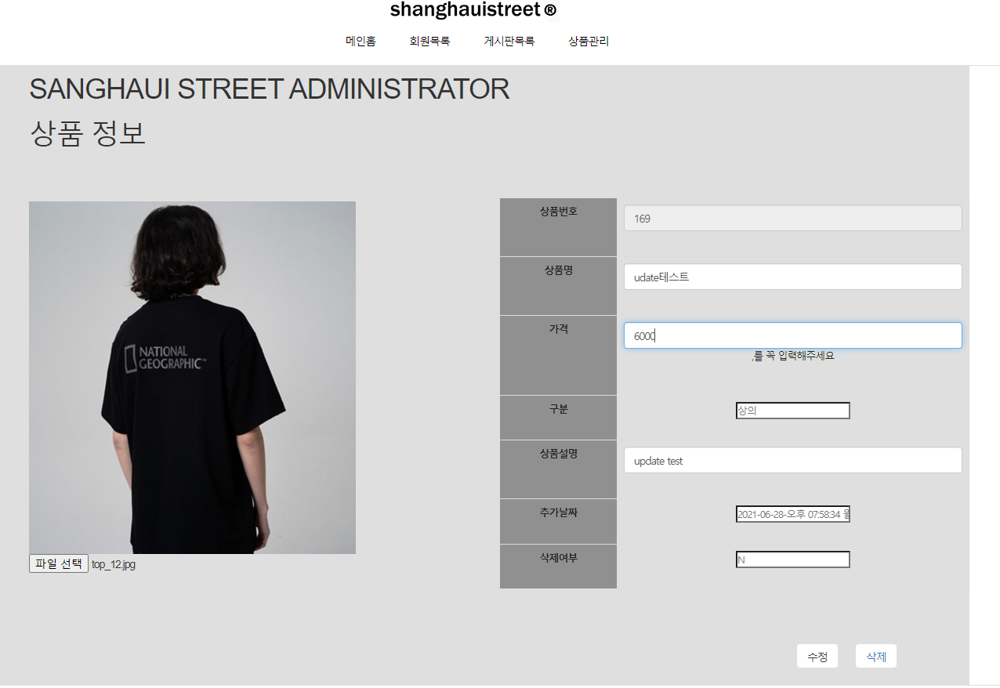 shanghauistreet ®
메인홈 회원목록 게시판목록 상품관리
SANGHAUI STREET ADMINISTRATOR
상품 정보
NATIONAL
GEOGRAPHIC™
파일 선택 top_12.jpg
상품번호 169
상품명 udate테스트
가격 6000
,를 꼭 입력해주세요
구분 상의
상품설명 update test
추가날짜 2021-06-28-오후 07:58:34
삭제여부 N
수정 삭제